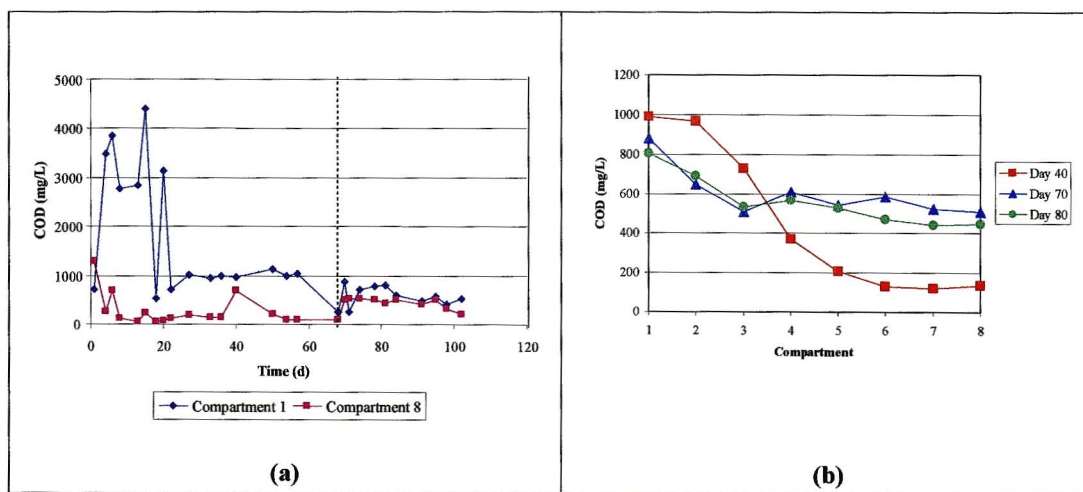 COD (mg/L)
5000
4000
3000
2000
1000
0
0 20 40 60 80 100 120
Time (d)
Compartment 1 Compartment 8
(a)
COD (mg/L)
1200
1000
800
600
400
200
0
1 2 3 4 5 6 7 8
Compartment
Day 40
Day 70
Day 80
(b)